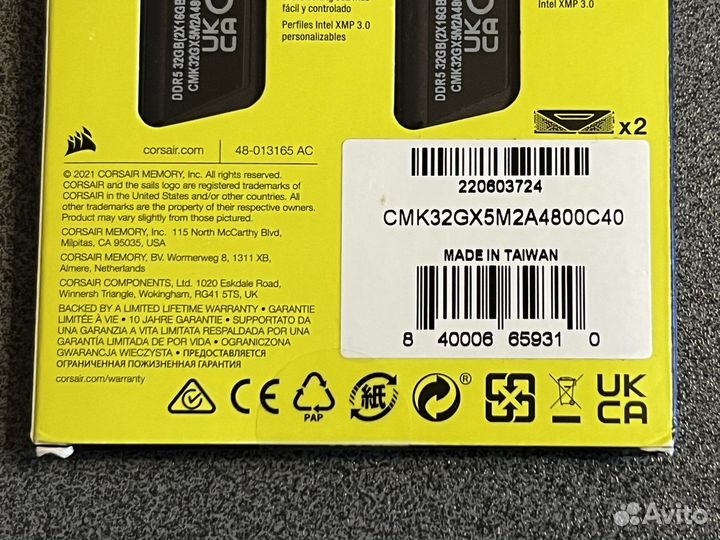 fácil y controlado
Perfiles Intel XMP 3.0
personalizables
Intel XMP 3.0
DDR5 32GB(2X16GB
CMK32GX5M2A480
UK
CA
DDR5 32GB(2X16GB
CMK32GX5M2A4800
UK
CA
x2
corsair.com
48-013165 AC
© 2021 CORSAIR MEMORY, Inc. All rights reserved.
CORSAIR and the sails logo are registered trademarks of
CORSAIR in the United States and/or other countries. All
other trademarks are the property of their respective owners.
Product may vary slightly from those pictured.
CORSAIR MEMORY, Inc. 115 North McCarthy Blvd,
Milpitas, CA 95035, USA
CORSAIR MEMORY, BV. Wormerweg 8, 1311 XB,
Almere, Netherlands
CORSAIR COMPONENTS, Ltd. 1020 Eskdale Road,
Winnersh Triangle, Wokingham, RG41 5TS, UK
BACKED BY A LIMITED LIFETIME WARRANTY • GARANTIE
LIMITÉE À VIE • 10 JAHRE GARANTIE • SUPPORTATO DA
UNA GARANZIA A VITA LIMITATA RESPALDADA POR UNA
GARANTÍA LIMITADA DE POR VIDA • OGRANICZONA
GWARANCJA WIECZYSTA • ПРЕДОСТАВЛЯЕТСЯ
ОГРАНИЧЕННАЯ ПОЖИЗНЕННАЯ ГАРАНТИЯ
corsair.com/warranty
220603724
CMK32GX5M2A4800C40
MADE IN TAIWAN
8 40006 65931 0
CE
PAP
紙
®
UK
CA
Avito